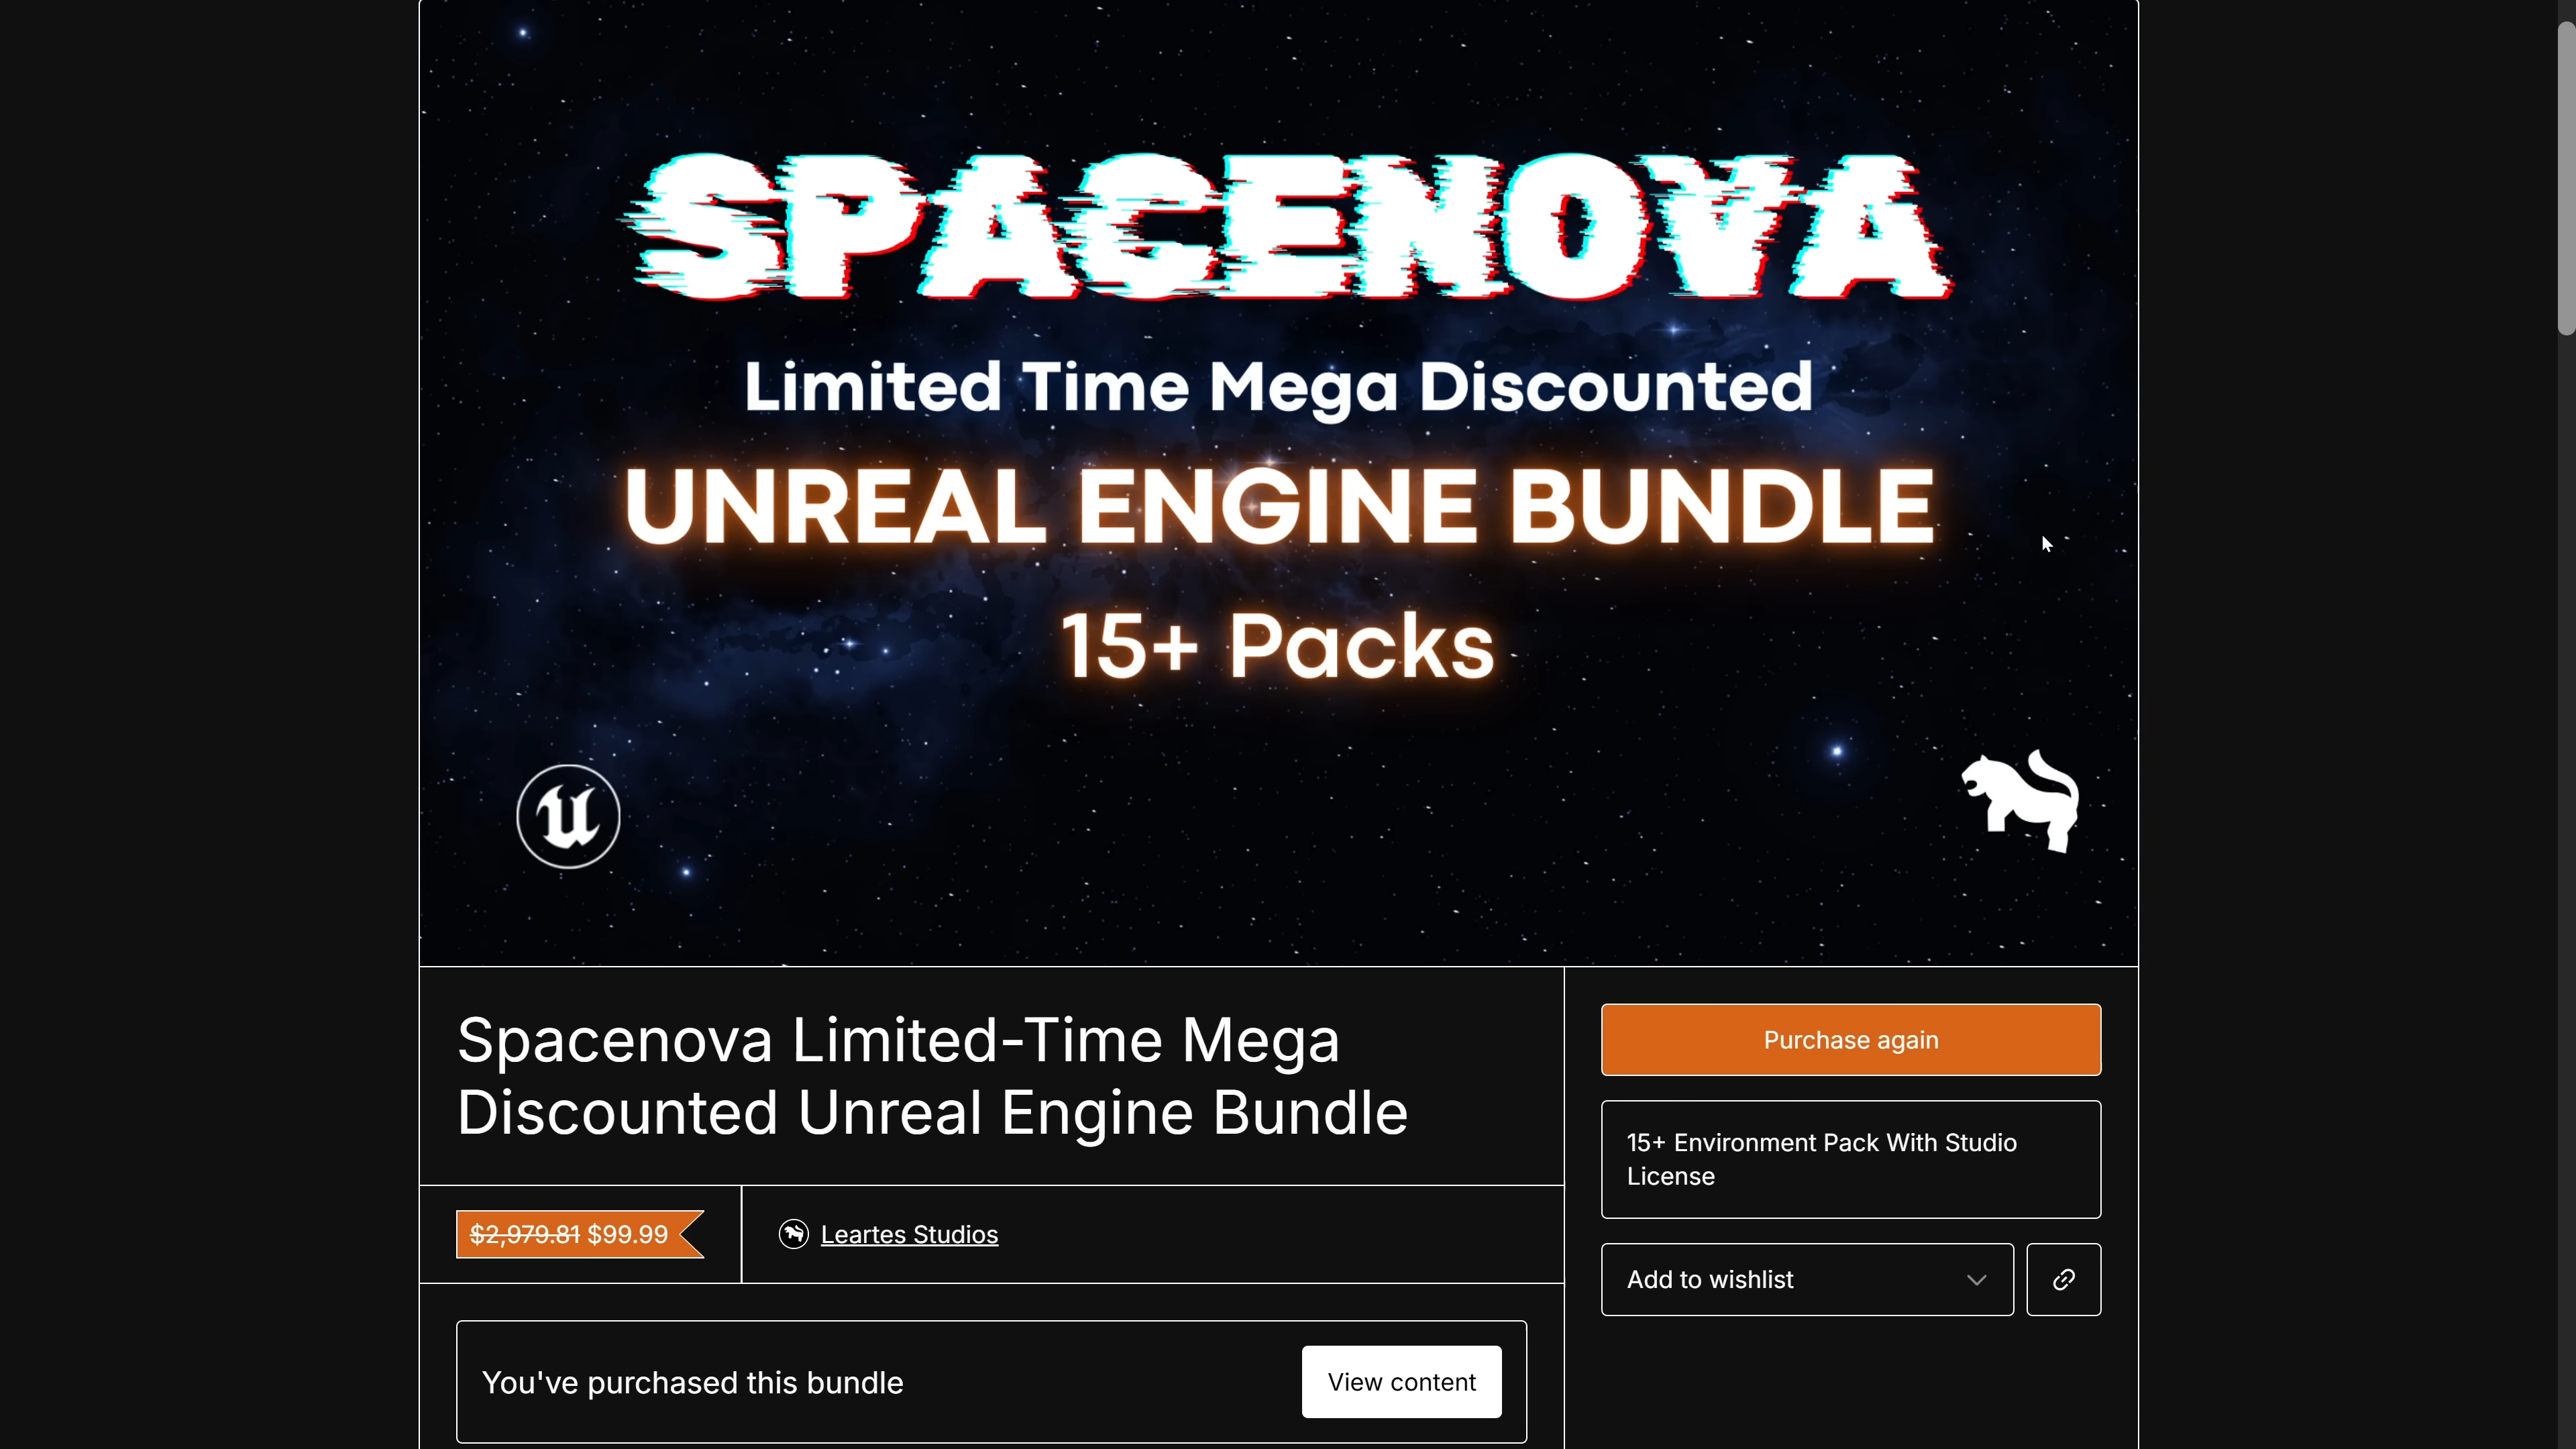 SPACENOVA
Limited Time Mega Discounted
UNREAL ENGINE BUNDLE
15+ Packs
Spacenova Limited-Time Mega
Discounted Unreal Engine Bundle
$2,979.81 $99.99
Leartes Studios
You've purchased this bundle
View content
Purchase again
15+ Environment Pack With Studio
License
Add to wishlist